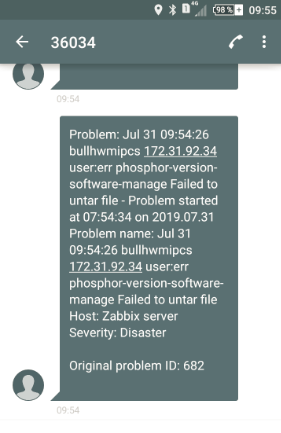 4G
98 %
09:55
36034
09:54
Problem: Jul 31 09:54:26
bullhwmipcs 172.31.92.34
user:err phosphor-version-
software-manage Failed to
untar file - Problem started
at 07:54:34 on 2019.07.31
Problem name: Jul 31
09:54:26 bullhwmipcs
172.31.92.34 user:err
phosphor-version-software-
manage Failed to untar file
Host: Zabbix server
Severity: Disaster
Original problem ID: 682
09:54